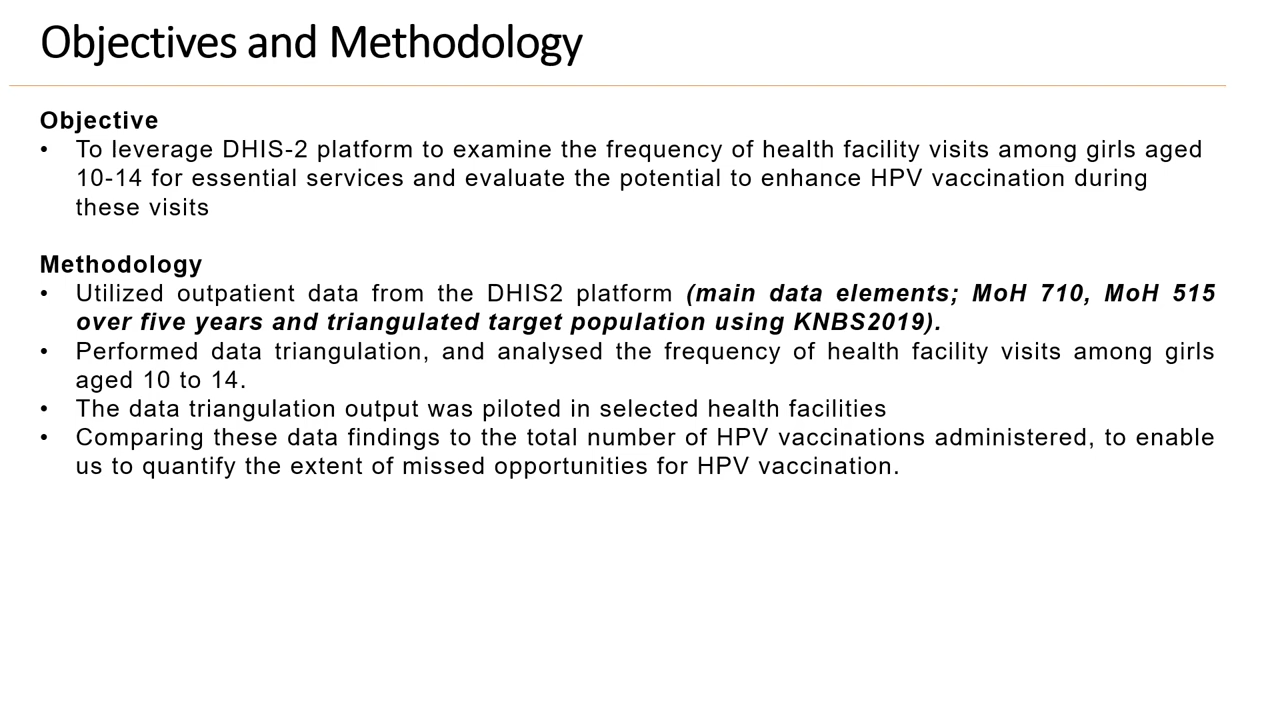 Objectives and Methodology
Objective
• To leverage DHIS-2 platform to examine the frequency of health facility visits among girls aged
10-14 for essential services and evaluate the potential to enhance HPV vaccination during
these visits
Methodology
• Utilized outpatient data from the DHIS2 platform (main data elements; MoH 710, MoH 515
over five years and triangulated target population using KNBS2019).
• Performed data triangulation, and analysed the frequency of health facility visits among girls
aged 10 to 14.
• The data triangulation output was piloted in selected health facilities
• Comparing these data findings to the total number of HPV vaccinations administered, to enable
us to quantify the extent of missed opportunities for HPV vaccination.